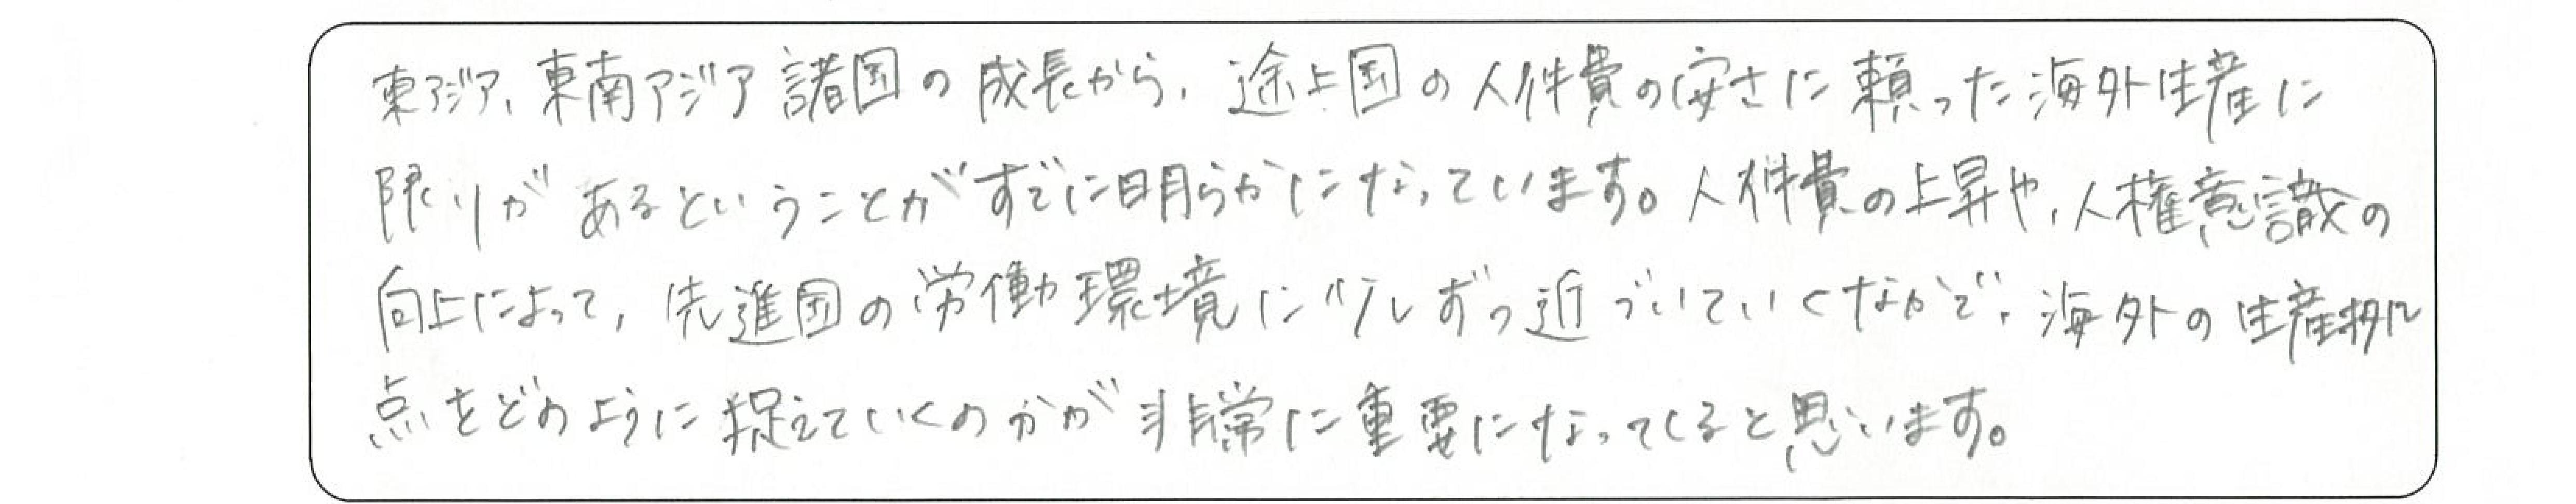 東アジア、東南アジア諸国の成長から、途上国の人件費の安さに頼った海外生産に
限りがあるということがすでに明らかになっています。人件費の上昇や、人権意識の
向上によって、先進国の労働環境に少しずつ近づいていくなかで、海外の生産拠
点をどのように捉えていくのかが非常に重要になってくると思います。